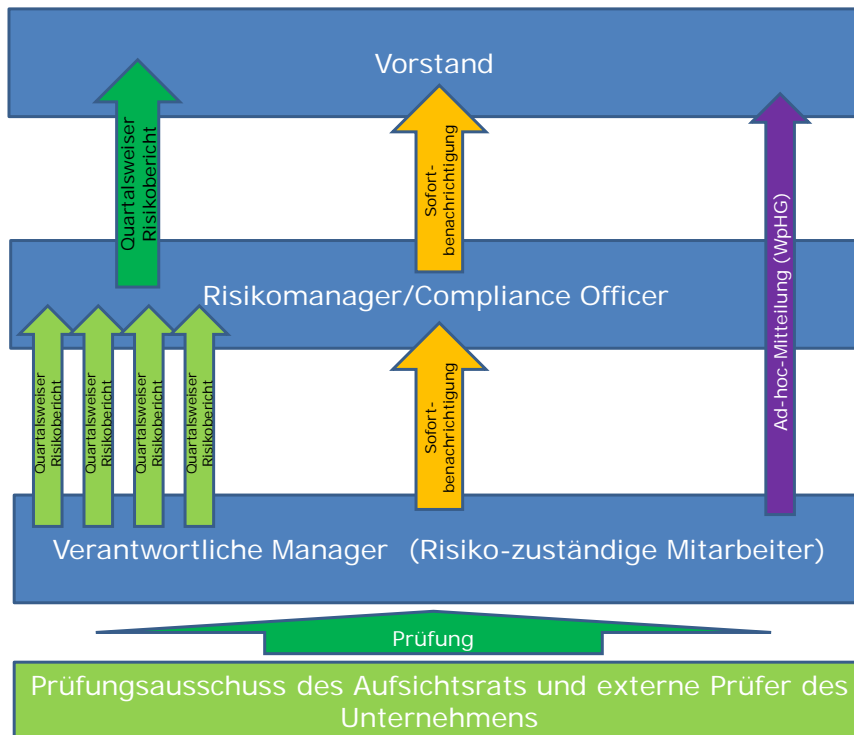 Vorstand
Quartalsweiser
Risikobericht
Sofort-
benachrichtigung
Ad-hoc-Mitteilung (WpHG)
Risikomanager/Compliance Officer
Quartalsweiser
Risikobericht
Quartalsweiser
Risikobericht
Quartalsweiser
Risikobericht
Quartalsweiser
Risikobericht
Sofort-
benachrichtigung
Verantwortliche Manager (Risiko-zuständige Mitarbeiter)
Prüfung
Prüfungsausschuss des Aufsichtsrats und externe Prüfer des
Unternehmens